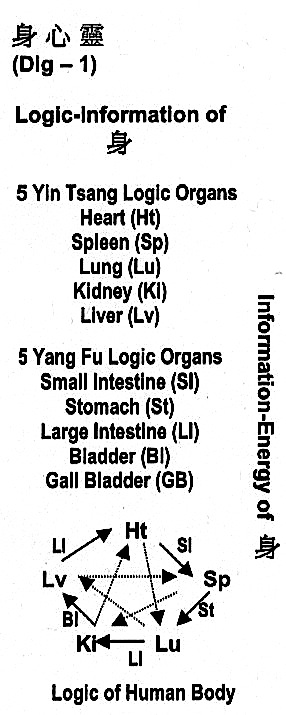 身心靈
(Dlg – 1)
Logic-Information of
身
5 Yin Tsang Logic Organs
Heart (Ht)
Spleen (Sp)
Lung (Lu)
Kidney (Ki)
Liver (Lv)
5 Yang Fu Logic Organs
Small Intestine (SI)
Stomach (St)
Large Intestine (LI)
Bladder (Bl)
Gall Bladder (GB)
Information-Energy of 身
Ht
LI
SI
Lv
Sp
Bl
St
Ki
Lu
LI
Logic of Human Body